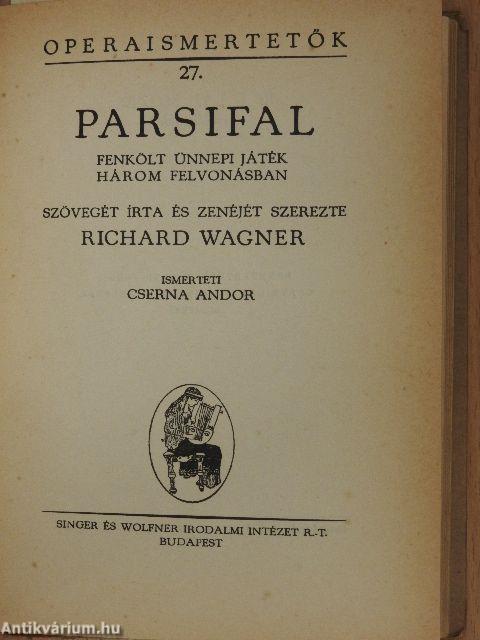 OPERAISMERTETŐK
27.
PARSIFAL
FENKÖLT ÜNNEPI JÁTÉK
HÁROM FELVONÁSBAN
SZÖVEGÉT ÍRTA ÉS ZENÉJÉT SZEREZTE
RICHARD WAGNER
ISMERTETI
CSERNA ANDOR
SINGER ÉS WOLFNER IRODALMI INTÉZET R.-T.
BUDAPEST
Antikvárium.hu